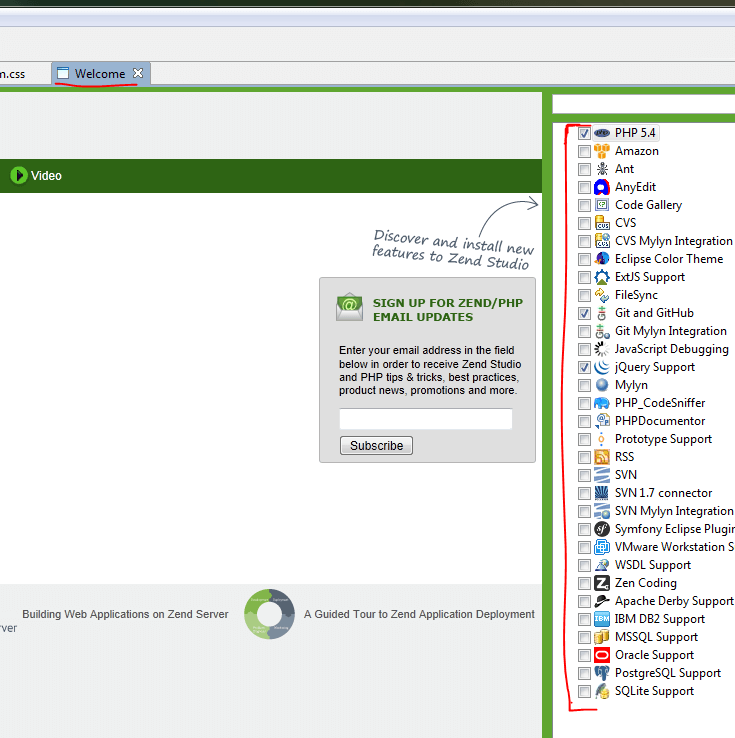 m.css
Welcome
Video
Discover and install new
features to Zend Studio
SIGN UP FOR ZEND/PHP
EMAIL UPDATES
Enter your email address in the field
below in order to receive Zend Studio
and PHP tips & tricks, best practices,
product news, promotions and more.
Subscribe
Building Web Applications on Zend Server
A Guided Tour to Zend Application Deployment
rver
PHP 5.4
Amazon
Ant
AnyEdit
Code Gallery
CVS
CVS Mylyn Integration
Eclipse Color Theme
ExtJS Support
FileSync
Git and GitHub
Git Mylyn Integration
JavaScript Debugging
jQuery Support
Mylyn
PHP_CodeSniffer
PHPDocumentor
Prototype Support
RSS
SVN
SVN 1.7 connector
SVN Mylyn Integration
Symfony Eclipse Plugin
VMware Workstation S
WSDL Support
Zen Coding
Apache Derby Support
IBM DB2 Support
MSSQL Support
Oracle Support
PostgreSQL Support
SQLite Support